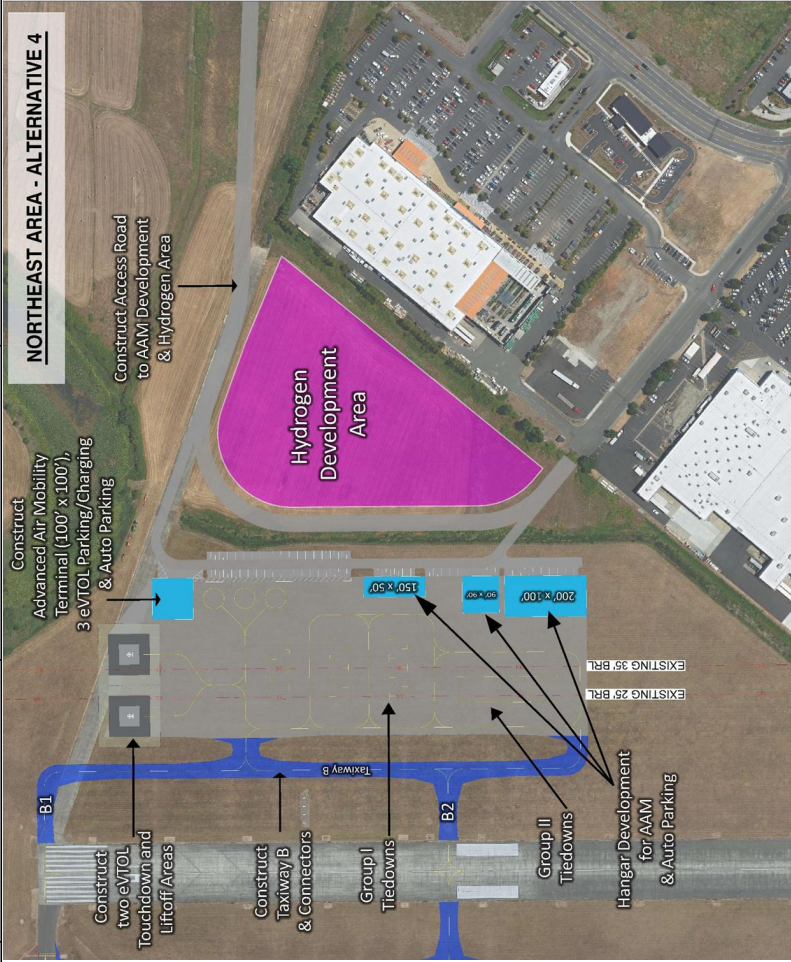 NORTHEAST AREA - ALTERNATIVE 4
Construct
Advanced Air Mobility
Terminal (100' x 100'),
3 eVTOL Parking/Charging
& Auto Parking
Construct Access Road
to AAM Development
& Hydrogen Area
Hydrogen
Development
Area
150' x 50'
90' x 90'
200' x 100'
EXISTING 35' BRL
EXISTING 25' BRL
B1
Taxiway B
B2
Construct
two eVTOL
Touchdown and
Liftoff Areas
Construct
Taxiway B
& Connectors
Group I
Tiedowns
Group II
Tiedowns
Hangar Development
for AAM
& Auto Parking